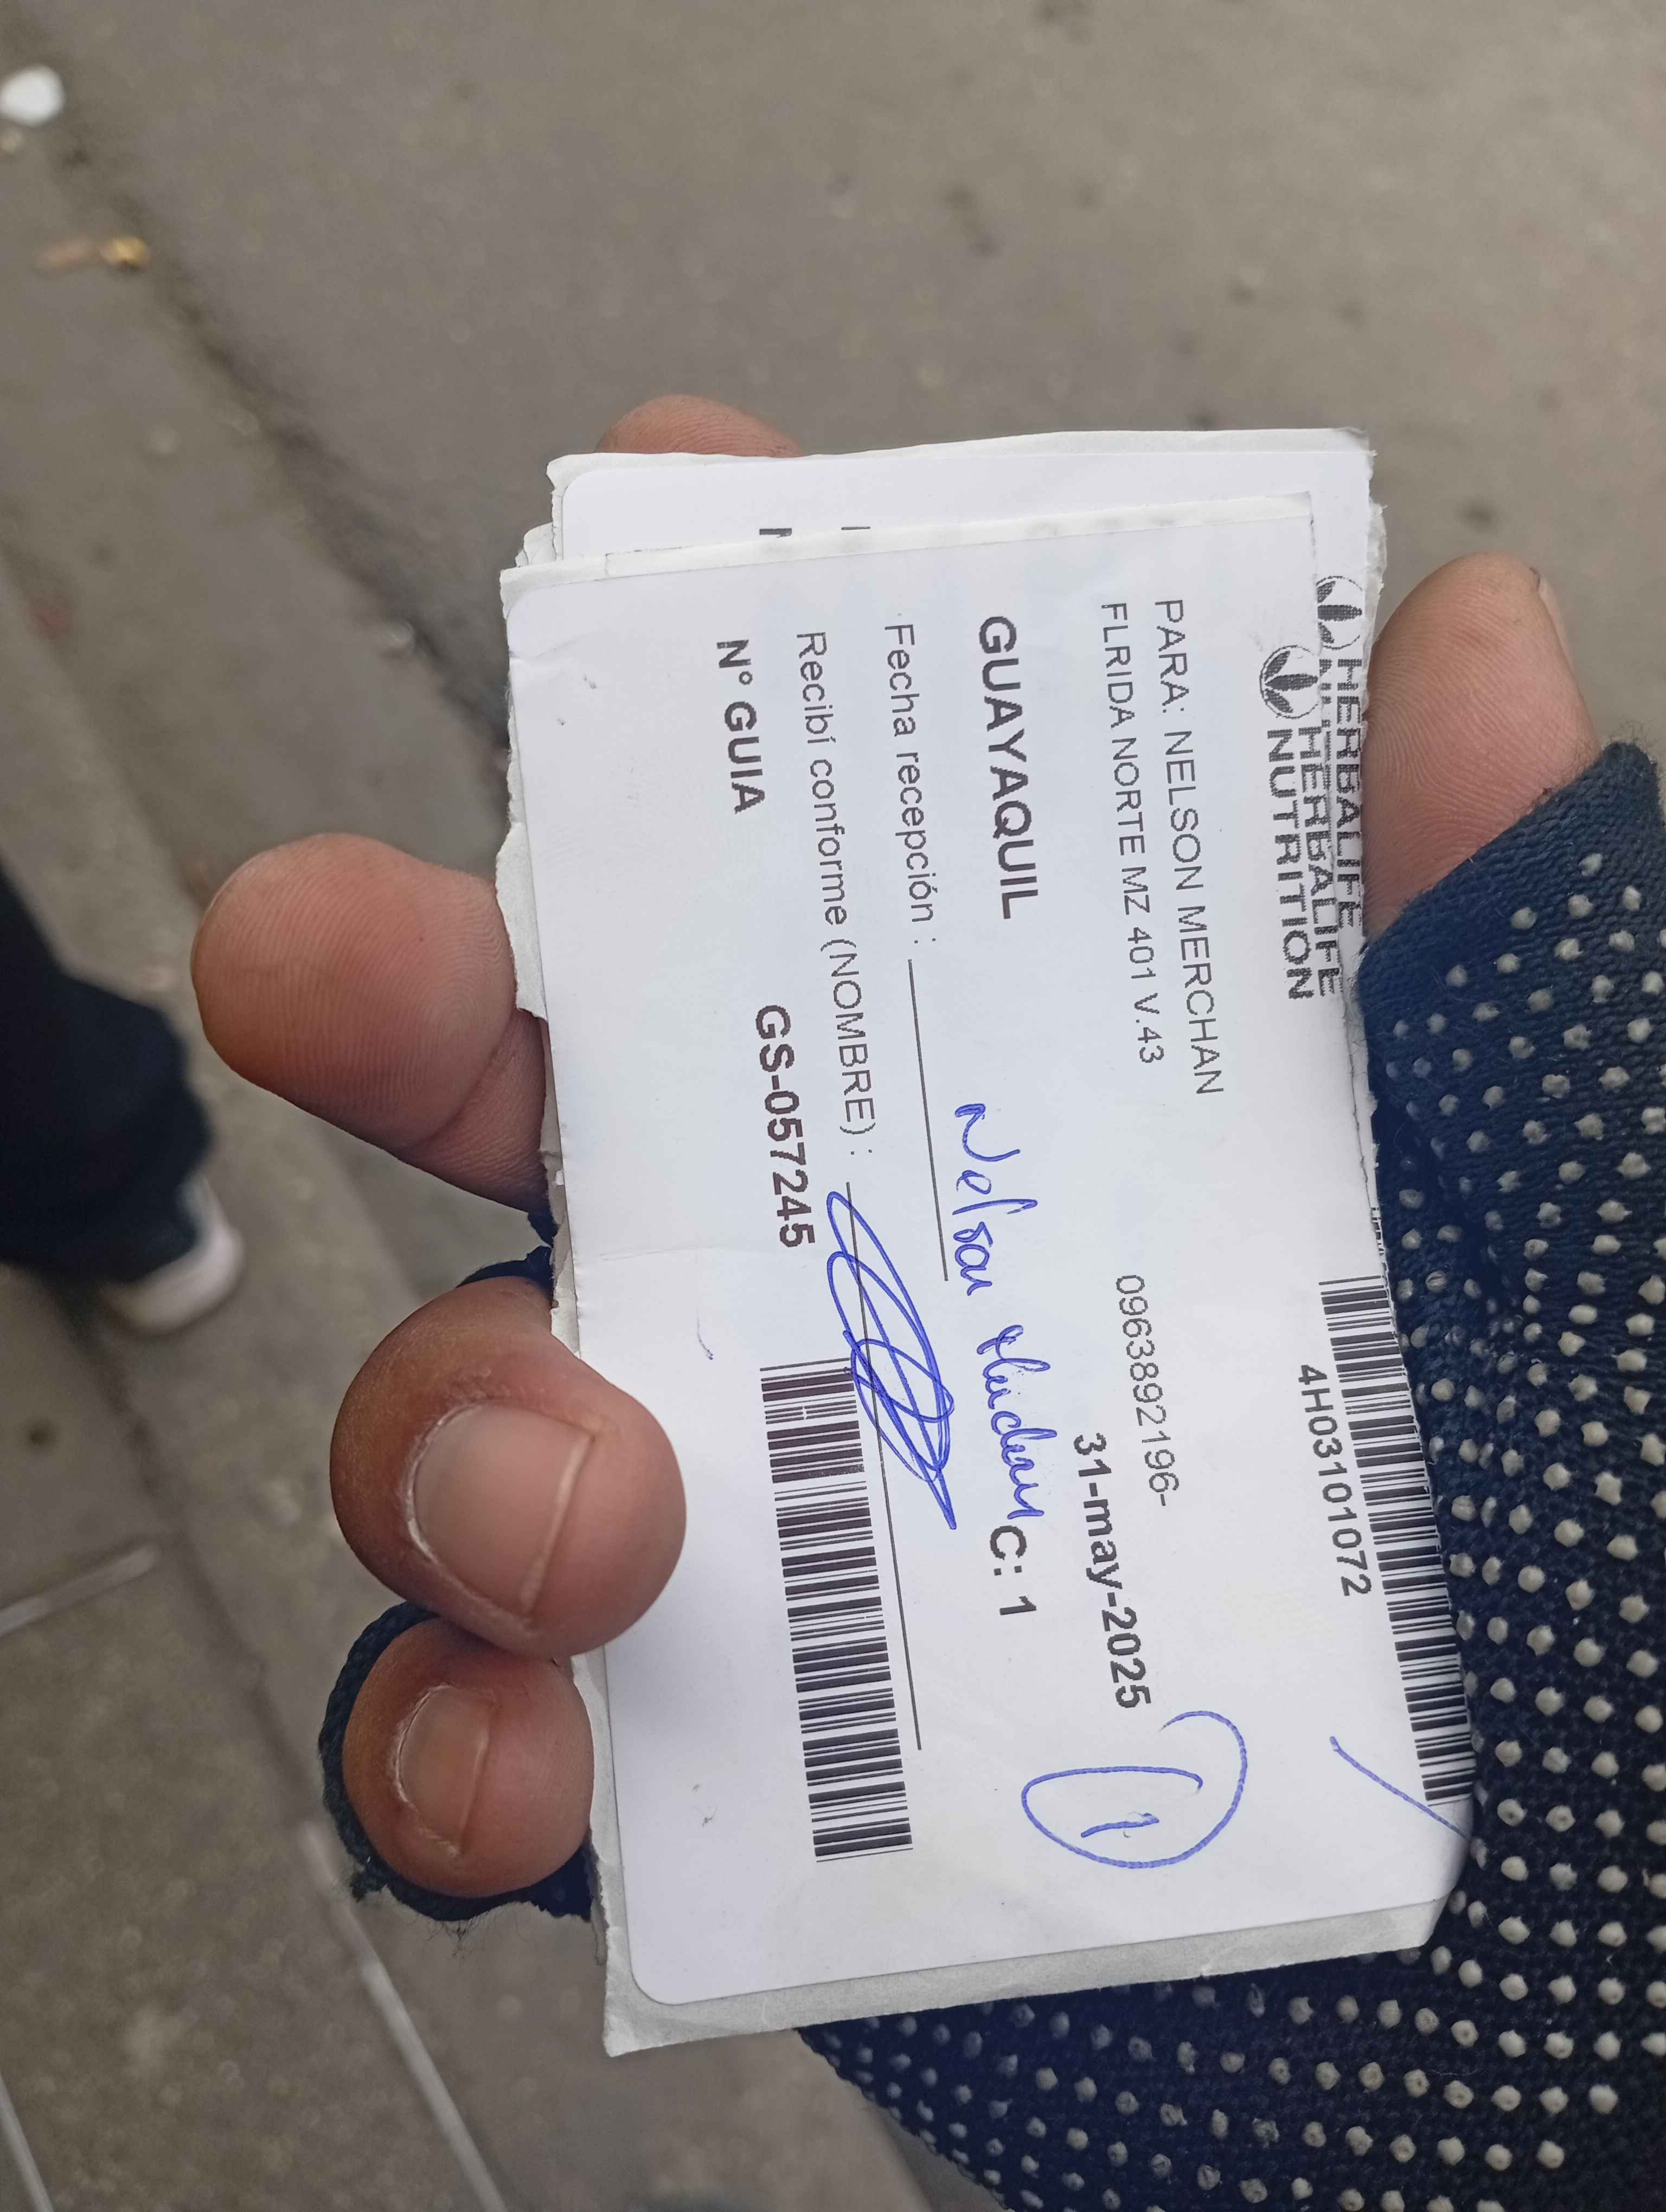 HERBALIFE
HERBALIFE
NUTRITION
4H03101072
PARA: NELSON MERCHAN
FLRIDA NORTE MZ 401 V.43
0963892196-
31-may-2025
1
GUAYAQUIL
C: 1
Nelson
Fecha recepción :
Recibí conforme (NOMBRE) :
N° GUIA
GS-057245